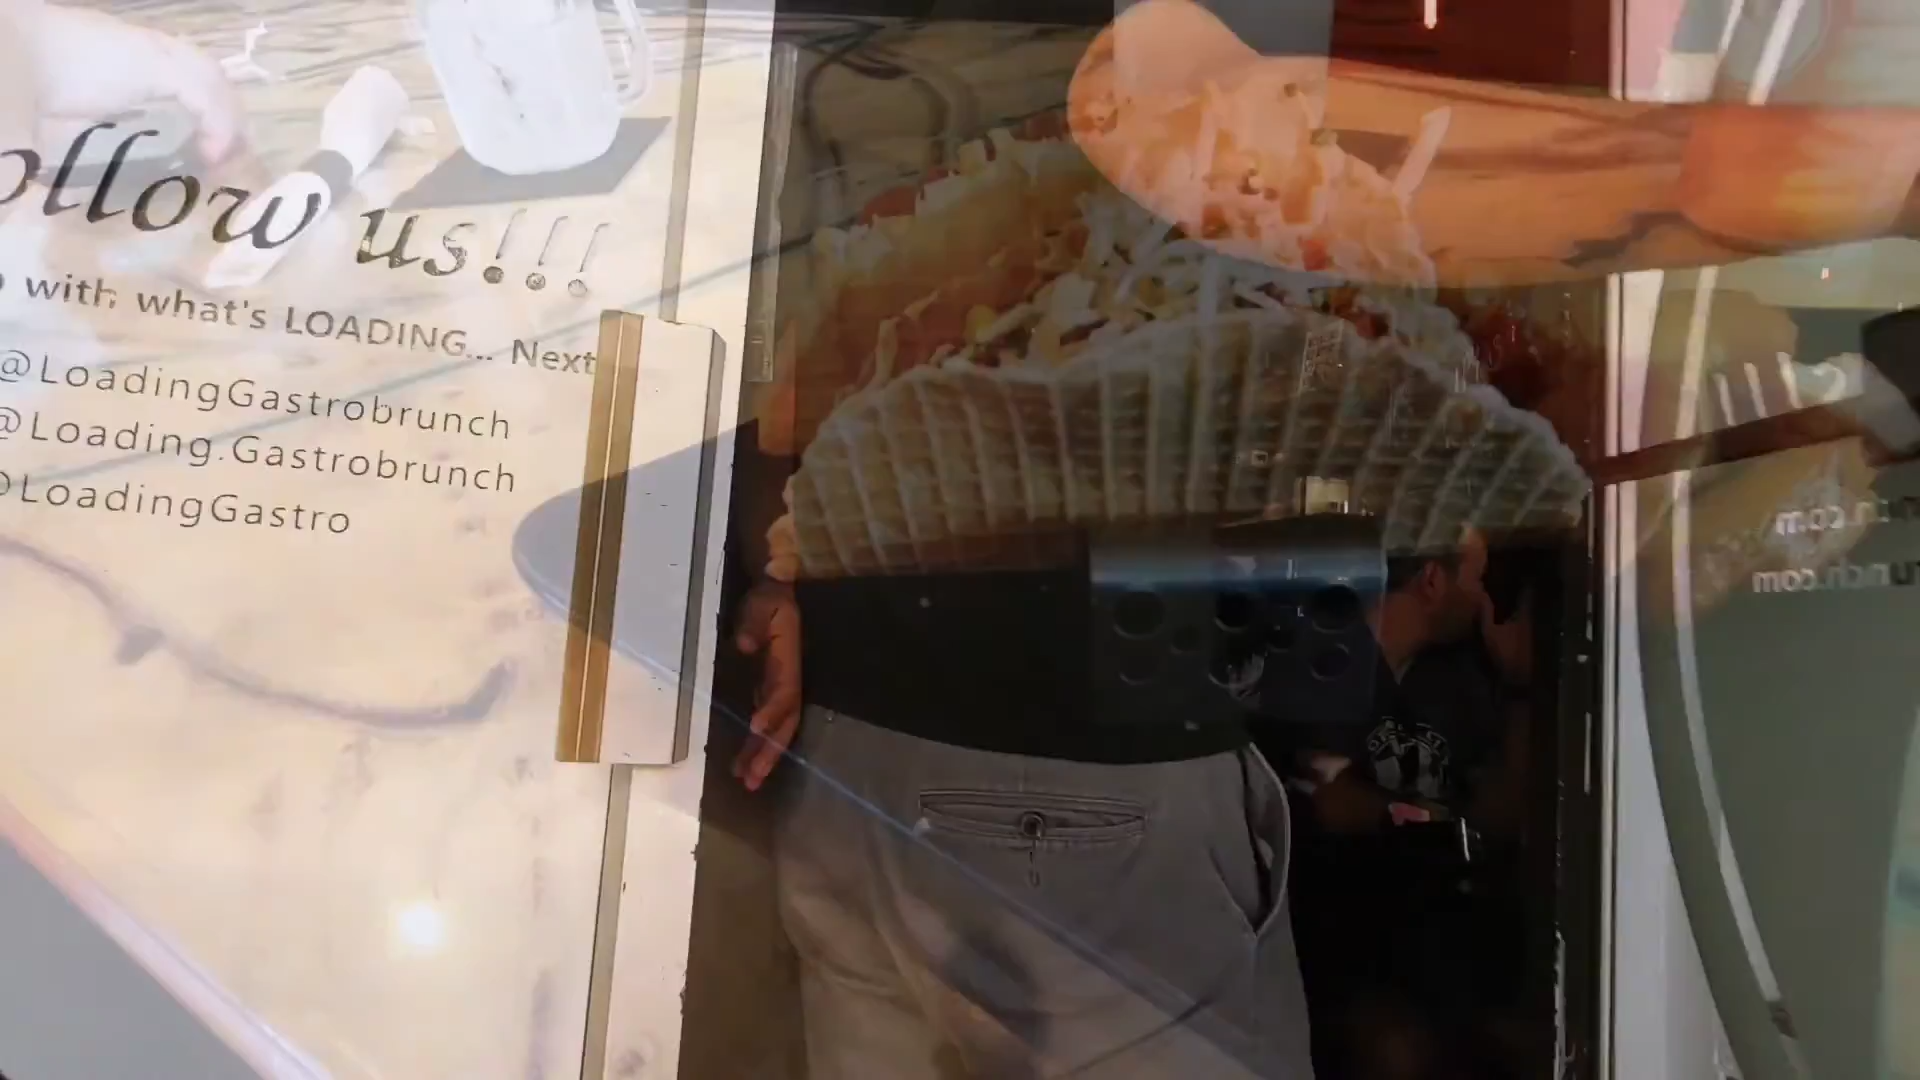 ollow us!!!
with what's LOADING... Next
@LoadingGastrobrunch
@Loading.Gastrobrunch
@LoadingGastro